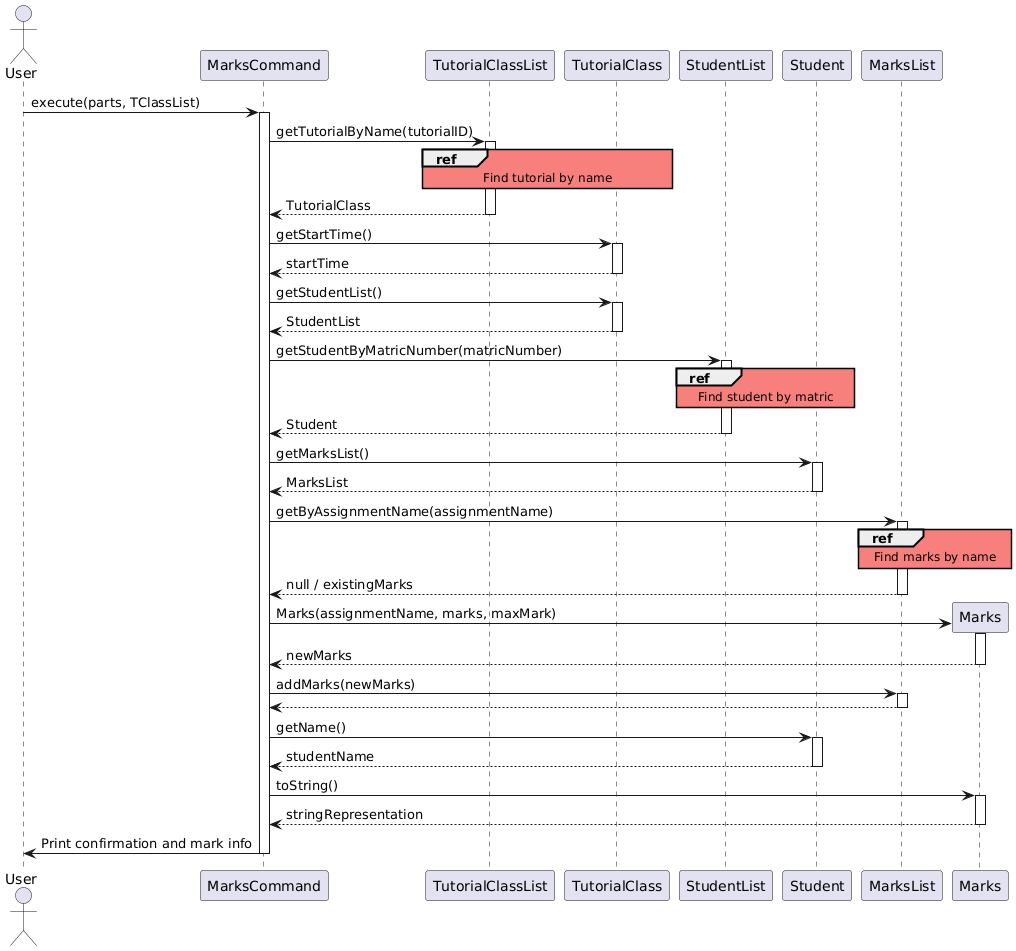 User
MarksCommand
TutorialClassList
TutorialClass
StudentList
Student
MarksList
execute(parts, TClassList)
getTutorialByName(tutorialID)
ref
Find tutorial by name
TutorialClass
getStartTime()
startTime
getStudentList()
StudentList
getStudentByMatricNumber(matricNumber)
ref
Find student by matric
Student
getMarksList()
MarksList
getByAssignmentName(assignmentName)
ref
Find marks by name
null / existingMarks
Marks(assignmentName, marks, maxMark)
Marks
newMarks
addMarks(newMarks)
getName()
studentName
toString()
stringRepresentation
Print confirmation and mark info
User
MarksCommand
TutorialClassList
TutorialClass
StudentList
Student
MarksList
Marks